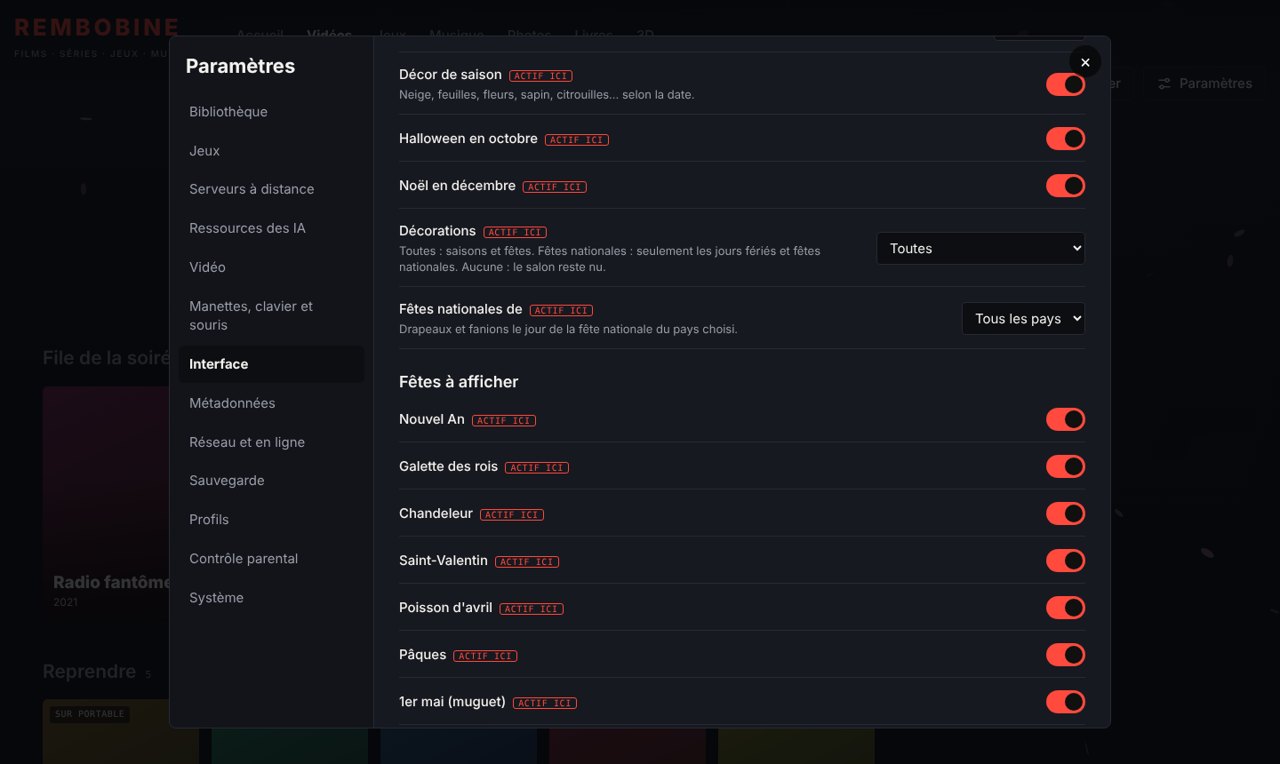 REMBOBINE
FILMS · SÉRIES · JEUX · MU
Accueil Vidéos Jeux Musique Photos Livres 3D
er Paramètres
Paramètres
Bibliothèque
Jeux
Serveurs à distance
Ressources des IA
Vidéo
Manettes, clavier et
souris
Interface
Métadonnées
Réseau et en ligne
Sauvegarde
Profils
Contrôle parental
Système
Décor de saison ACTIF ICI
Neige, feuilles, fleurs, sapin, citrouilles… selon la date.
Halloween en octobre ACTIF ICI
Noël en décembre ACTIF ICI
Décorations ACTIF ICI
Toutes : saisons et fêtes. Fêtes nationales : seulement les jours fériés et fêtes
nationales. Aucune : le salon reste nu.
Toutes
Fêtes nationales de ACTIF ICI
Drapeaux et fanions le jour de la fête nationale du pays choisi.
Tous les pays
Fêtes à afficher
Nouvel An ACTIF ICI
Galette des rois ACTIF ICI
Chandeleur ACTIF ICI
Saint-Valentin ACTIF ICI
Poisson d'avril ACTIF ICI
Pâques ACTIF ICI
1er mai (muguet) ACTIF ICI
File de la soiré
Radio fantôme
2021
Reprendre 5
SUR PORTABLE